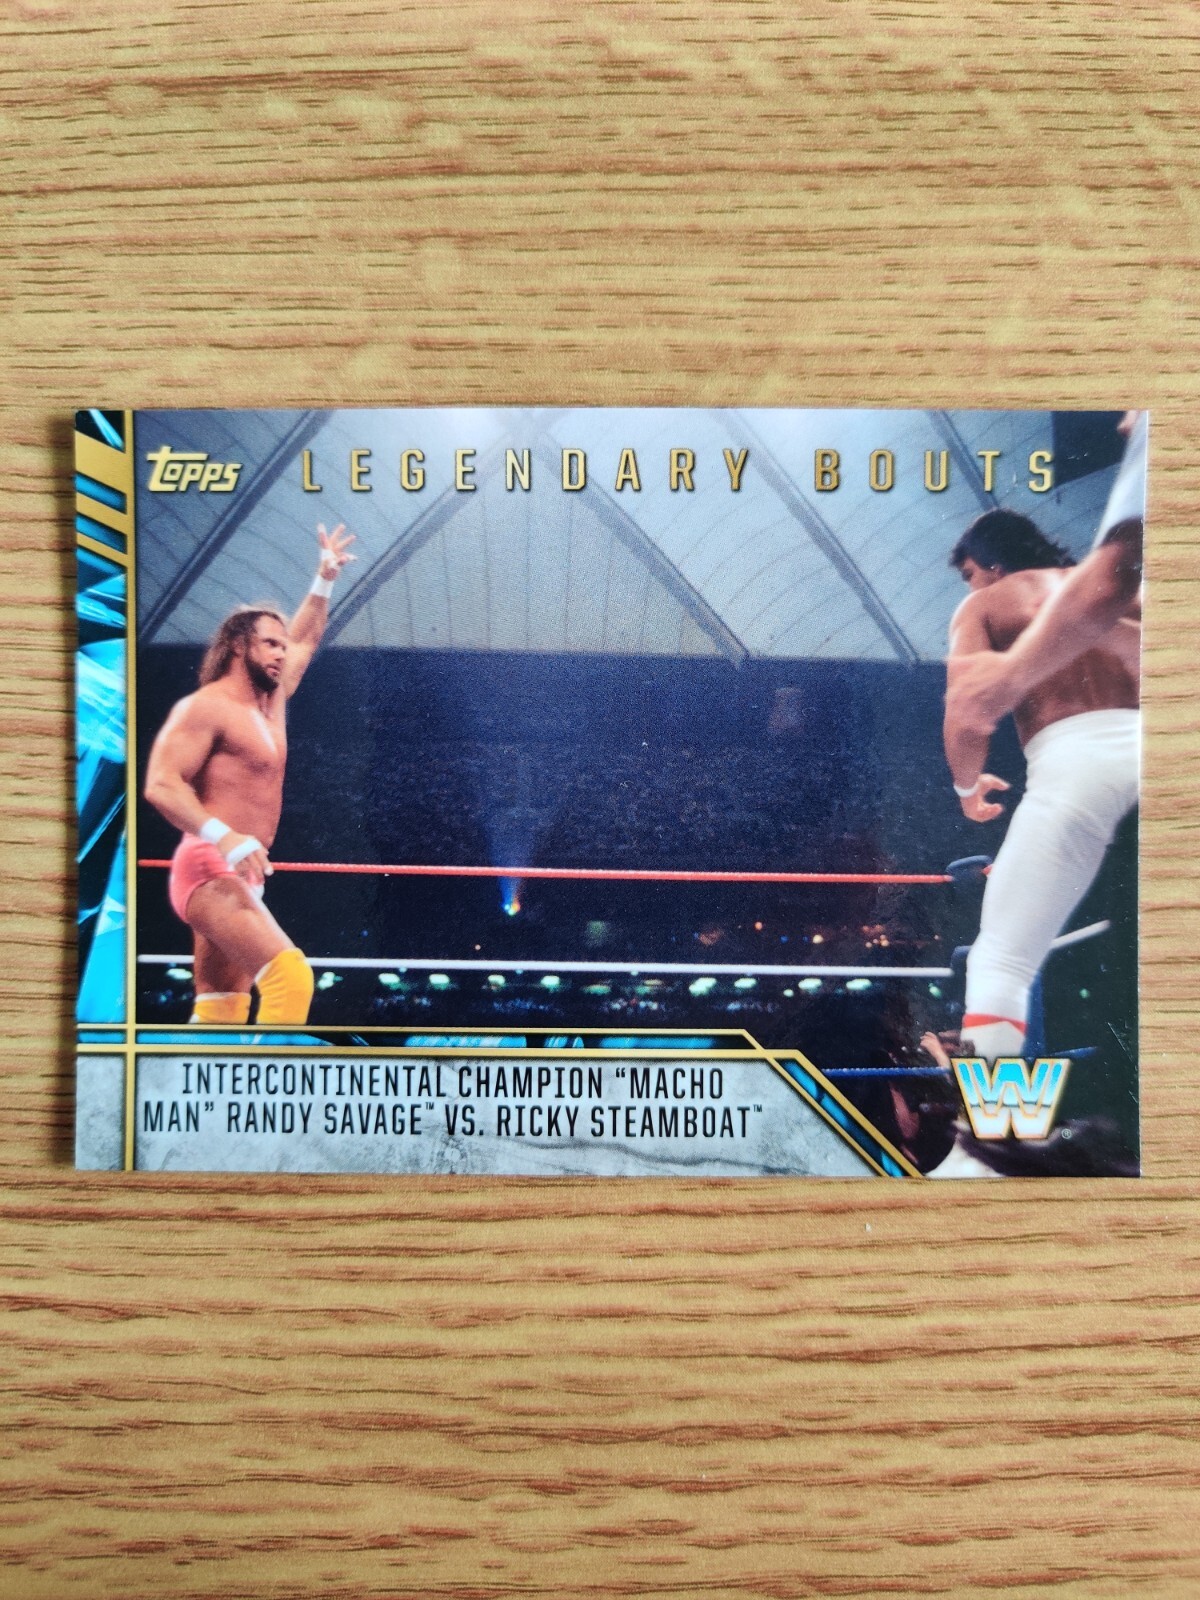 Topps LEGENDARY BOUTS
INTERCONTINENTAL CHAMPION “MACHO
MAN” RANDY SAVAGE™ VS. RICKY STEAMBOAT™
W ®